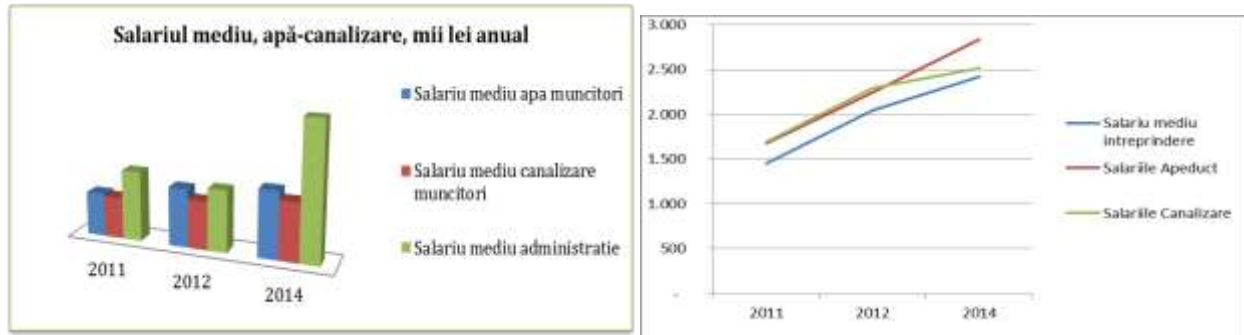 Salariul mediu, apă-canalizare, mii lei anual
Salariu mediu apa muncitori
Salariu mediu canalizare
muncitori
Salariu mediu administratie
2011
2012
2014
3.000
2.500
2.000
1.500
1.000
500
-
2011
2012
2014
Salariu mediu
intreprindere
Salariile Apeduct
Salariile Canalizare